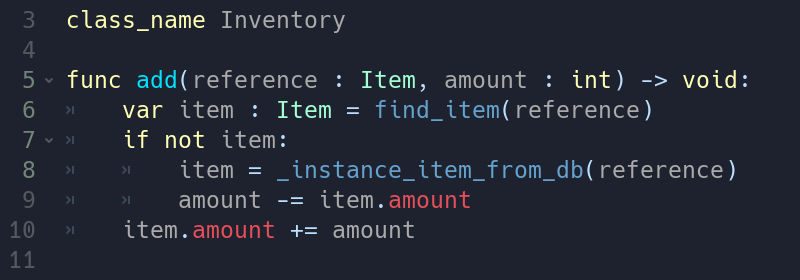 3 class_name Inventory
4
5 func add(reference : Item, amount : int) -> void:
6 var item : Item = find_item(reference)
7 if not item:
8 item = _instance_item_from_db(reference)
9 amount -= item.amount
10 item.amount += amount
11